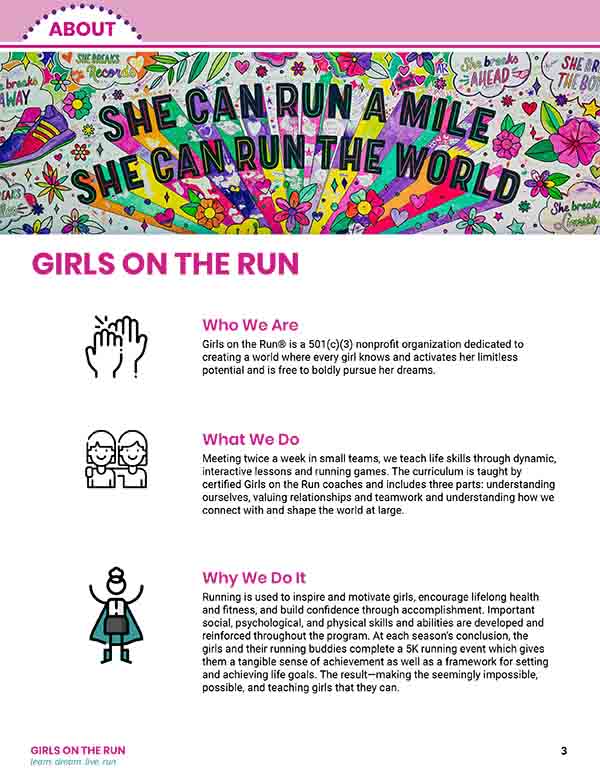 ABOUT
SHE BREAKS
Records
She breaks
AHEAD
breaks
AWAY
SHE CAN RUN A MILE
SHE CAN RUN THE WORLD
She breaks
Limits
GIRLS ON THE RUN
Who We Are
Girls on the Run® is a 501(c)(3) nonprofit organization dedicated to
creating a world where every girl knows and activates her limitless
potential and is free to boldly pursue her dreams.
What We Do
Meeting twice a week in small teams, we teach life skills through dynamic,
interactive lessons and running games. The curriculum is taught by
certified Girls on the Run coaches and includes three parts: understanding
ourselves, valuing relationships and teamwork and understanding how we
connect with and shape the world at large.
Why We Do It
Running is used to inspire and motivate girls, encourage lifelong health
and fitness, and build confidence through accomplishment. Important
social, psychological, and physical skills and abilities are developed and
reinforced throughout the program. At each season's conclusion, the
girls and their running buddies complete a 5K running event which gives
them a tangible sense of achievement as well as a framework for setting
and achieving life goals. The result—making the seemingly impossible,
possible, and teaching girls that they can.
GIRLS ON THE RUN
learn. dream. live. run
3